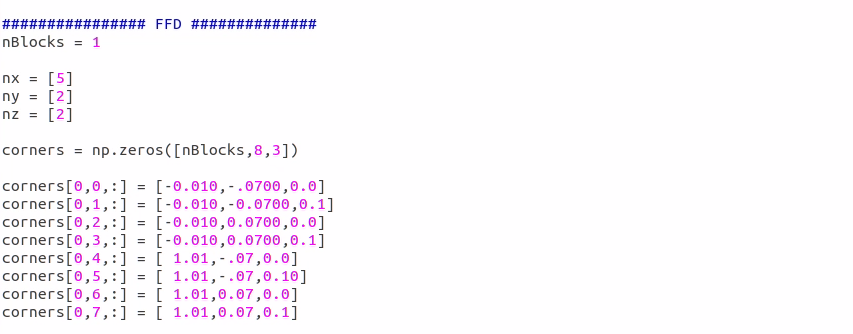 ################ FFD ##############
nBlocks = 1
nx = [5]
ny = [2]
nz = [2]
corners = np.zeros([nBlocks,8,3])
corners[0,0,:] = [-0.010,-.0700,0.0]
corners[0,1,:] = [-0.010,-0.0700,0.1]
corners[0,2,:] = [-0.010,0.0700,0.0]
corners[0,3,:] = [-0.010,0.0700,0.1]
corners[0,4,:] = [ 1.01,-.07,0.0]
corners[0,5,:] = [ 1.01,-.07,0.10]
corners[0,6,:] = [ 1.01,0.07,0.0]
corners[0,7,:] = [ 1.01,0.07,0.1]